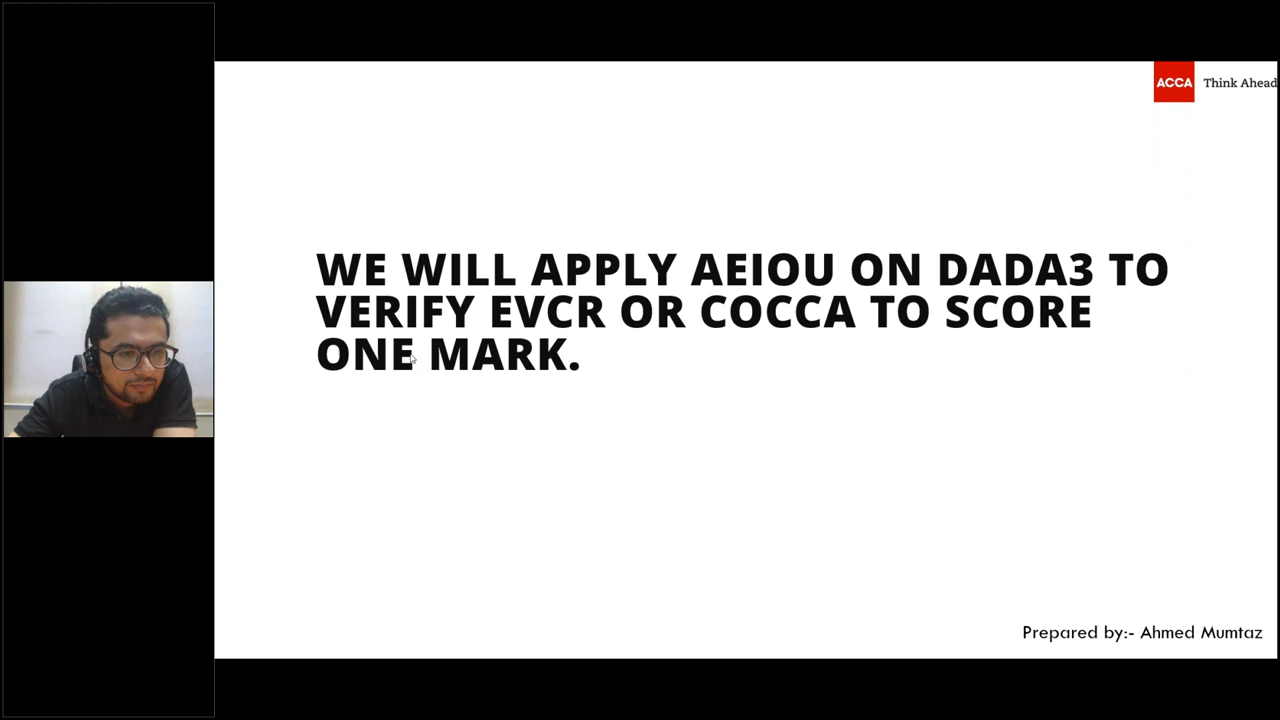 ACCA Think Ahead
WE WILL APPLY AEIOU ON DADA3 TO
VERIFY EVCR OR COCCA TO SCORE
ONE MARK.
Prepared by:- Ahmed Mumtaz